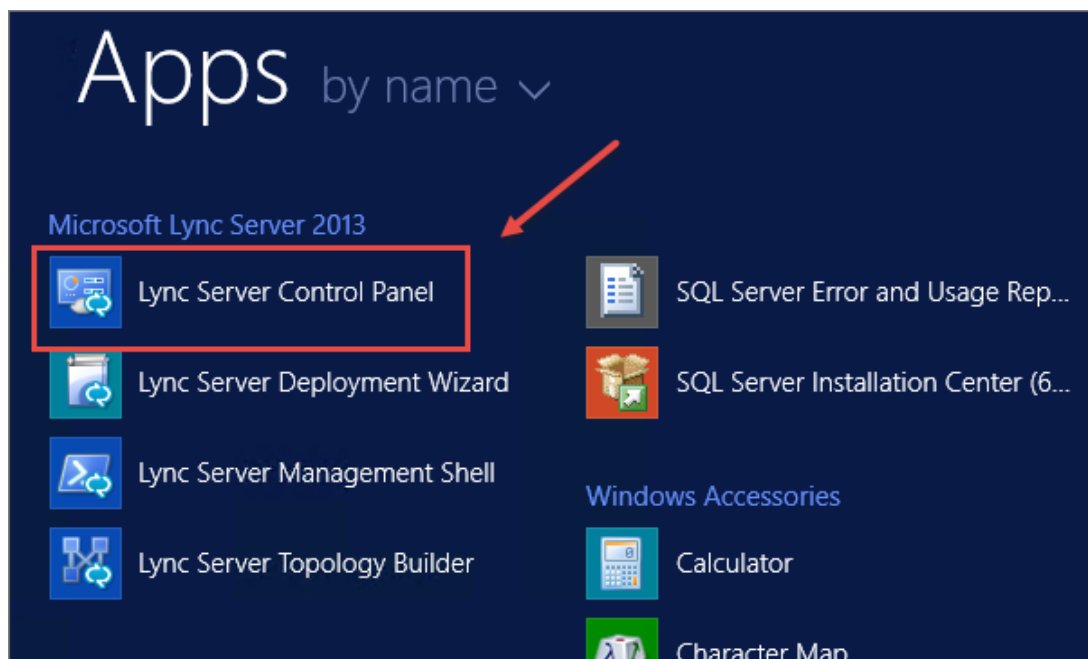 Apps by name
Microsoft Lync Server 2013
Lync Server Control Panel
Lync Server Deployment Wizard
Lync Server Management Shell
Lync Server Topology Builder
SQL Server Error and Usage Rep...
SQL Server Installation Center (6...
Windows Accessories
Calculator
Character Map